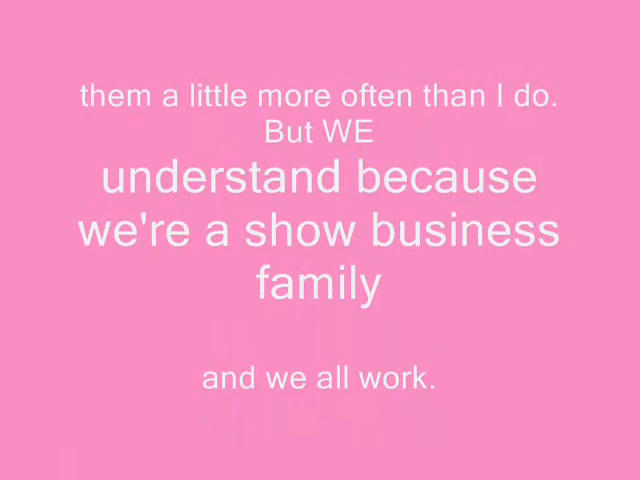 them a little more often than I do.
But WE
understand because
we're a show business
family
and we all work.